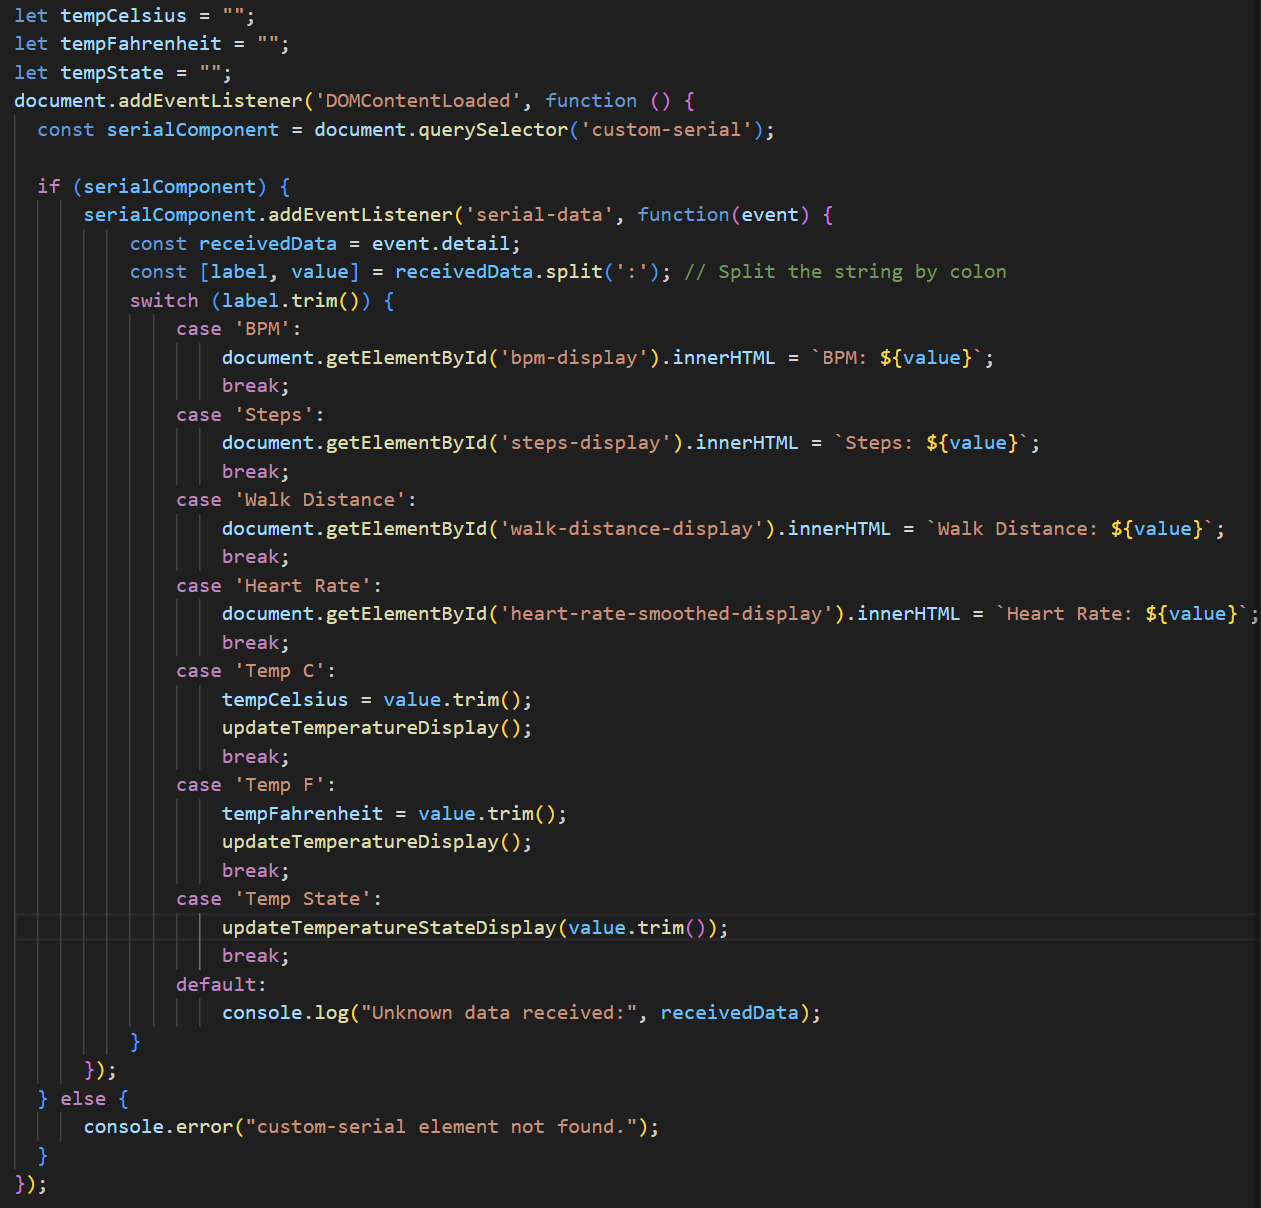 let tempCelsius = "";
let tempFahrenheit = "";
let tempState = "";
document.addEventListener('DOMContentLoaded', function () {
  const serialComponent = document.querySelector('custom-serial');

  if (serialComponent) {
      serialComponent.addEventListener('serial-data', function(event) {
          const receivedData = event.detail;
          const [label, value] = receivedData.split(':'); // Split the string by colon
          switch (label.trim()) {
              case 'BPM':
                  document.getElementById('bpm-display').innerHTML = `BPM: ${value}`;
                  break;
              case 'Steps':
                  document.getElementById('steps-display').innerHTML = `Steps: ${value}`;
                  break;
              case 'Walk Distance':
                  document.getElementById('walk-distance-display').innerHTML = `Walk Distance: ${value}`;
                  break;
              case 'Heart Rate':
                  document.getElementById('heart-rate-smoothed-display').innerHTML = `Heart Rate: ${value}`;
                  break;
              case 'Temp C':
                  tempCelsius = value.trim();
                  updateTemperatureDisplay();
                  break;
              case 'Temp F':
                  tempFahrenheit = value.trim();
                  updateTemperatureDisplay();
                  break;
              case 'Temp State':
                  updateTemperatureStateDisplay(value.trim());
                  break;
              default:
                  console.log("Unknown data received:", receivedData);
          }
      });
  } else {
      console.error("custom-serial element not found.");
  }
});